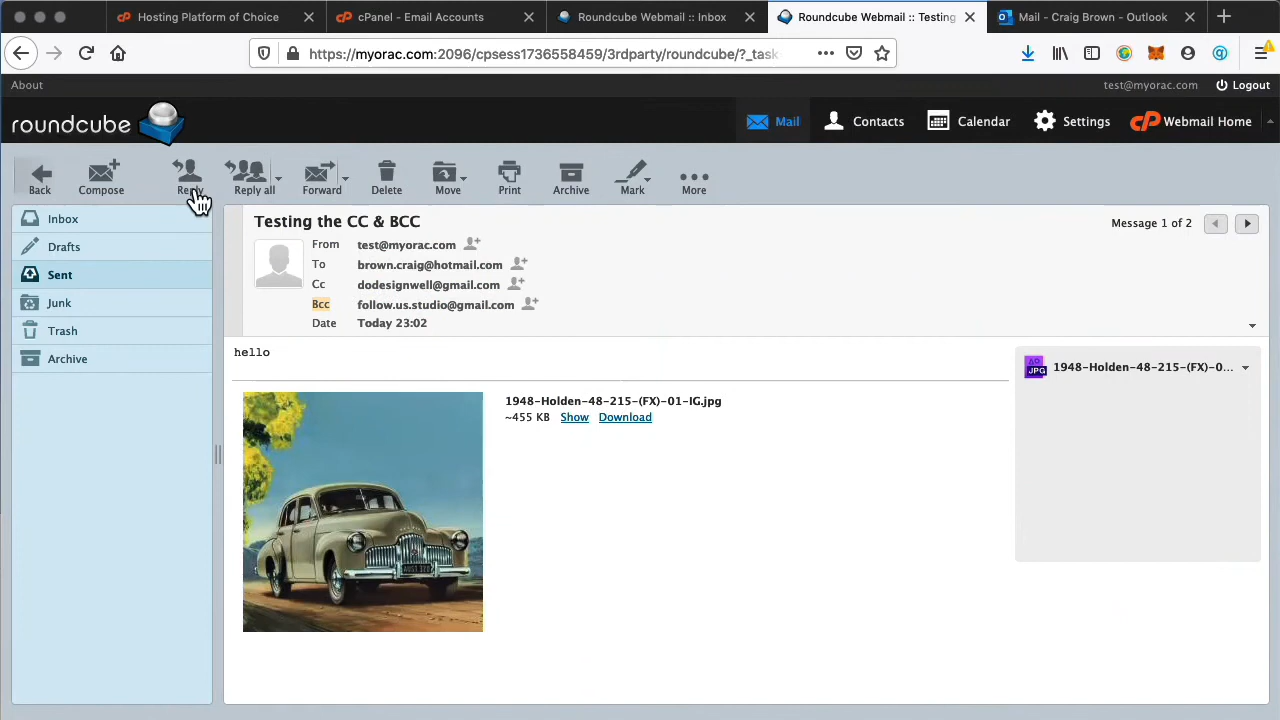 Hosting Platform of Choice
cPanel - Email Accounts
Roundcube Webmail :: Inbox
Roundcube Webmail :: Testing
Mail - Craig Brown - Outlook
https://myorac.com:2096/cpsess1736558459/3rdparty/roundcube/?_task
About
test@myorac.com
Logout
roundcube
Mail
Contacts
Calendar
Settings
cP Webmail Home
Back
Compose
Reply
Reply all
Forward
Delete
Move
Print
Archive
Mark
More
Inbox
Drafts
Sent
Junk
Trash
Archive
Testing the CC & BCC
Message 1 of 2
From test@myorac.com
To brown.craig@hotmail.com
Cc dodesignwell@gmail.com
Bcc follow.us.studio@gmail.com
Date Today 23:02
hello
JPG
1948-Holden-48-215-(FX)-0...
1948-Holden-48-215-(FX)-01-IG.jpg
~455 KB Show Download